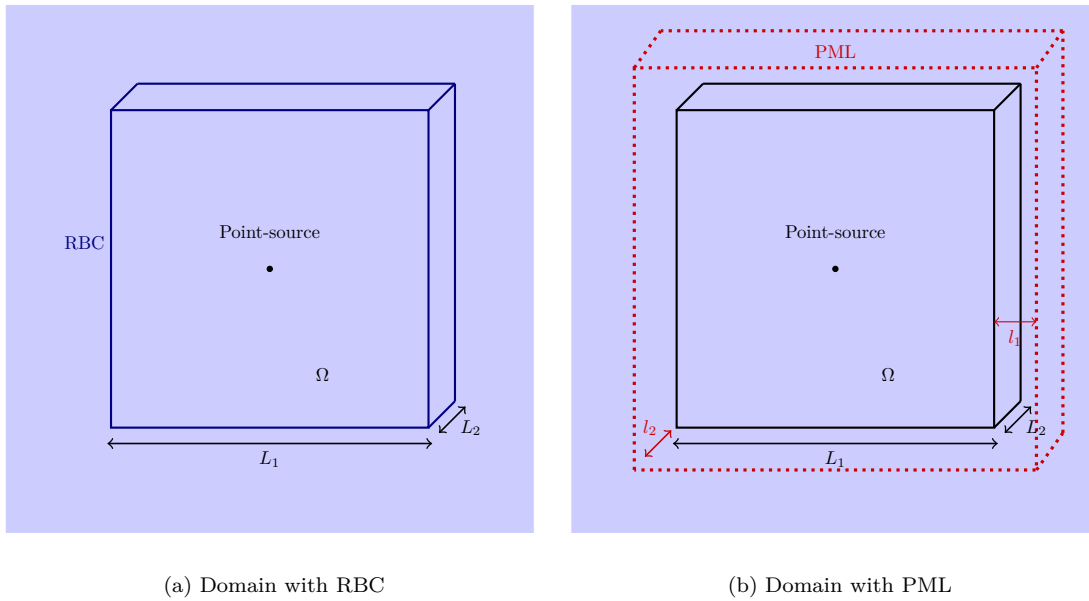 RBC
Point-source
Ω
L₂
L₁
(a) Domain with RBC
PML
Point-source
l₁
Ω
l₂
L₂
L₁
(b) Domain with PML